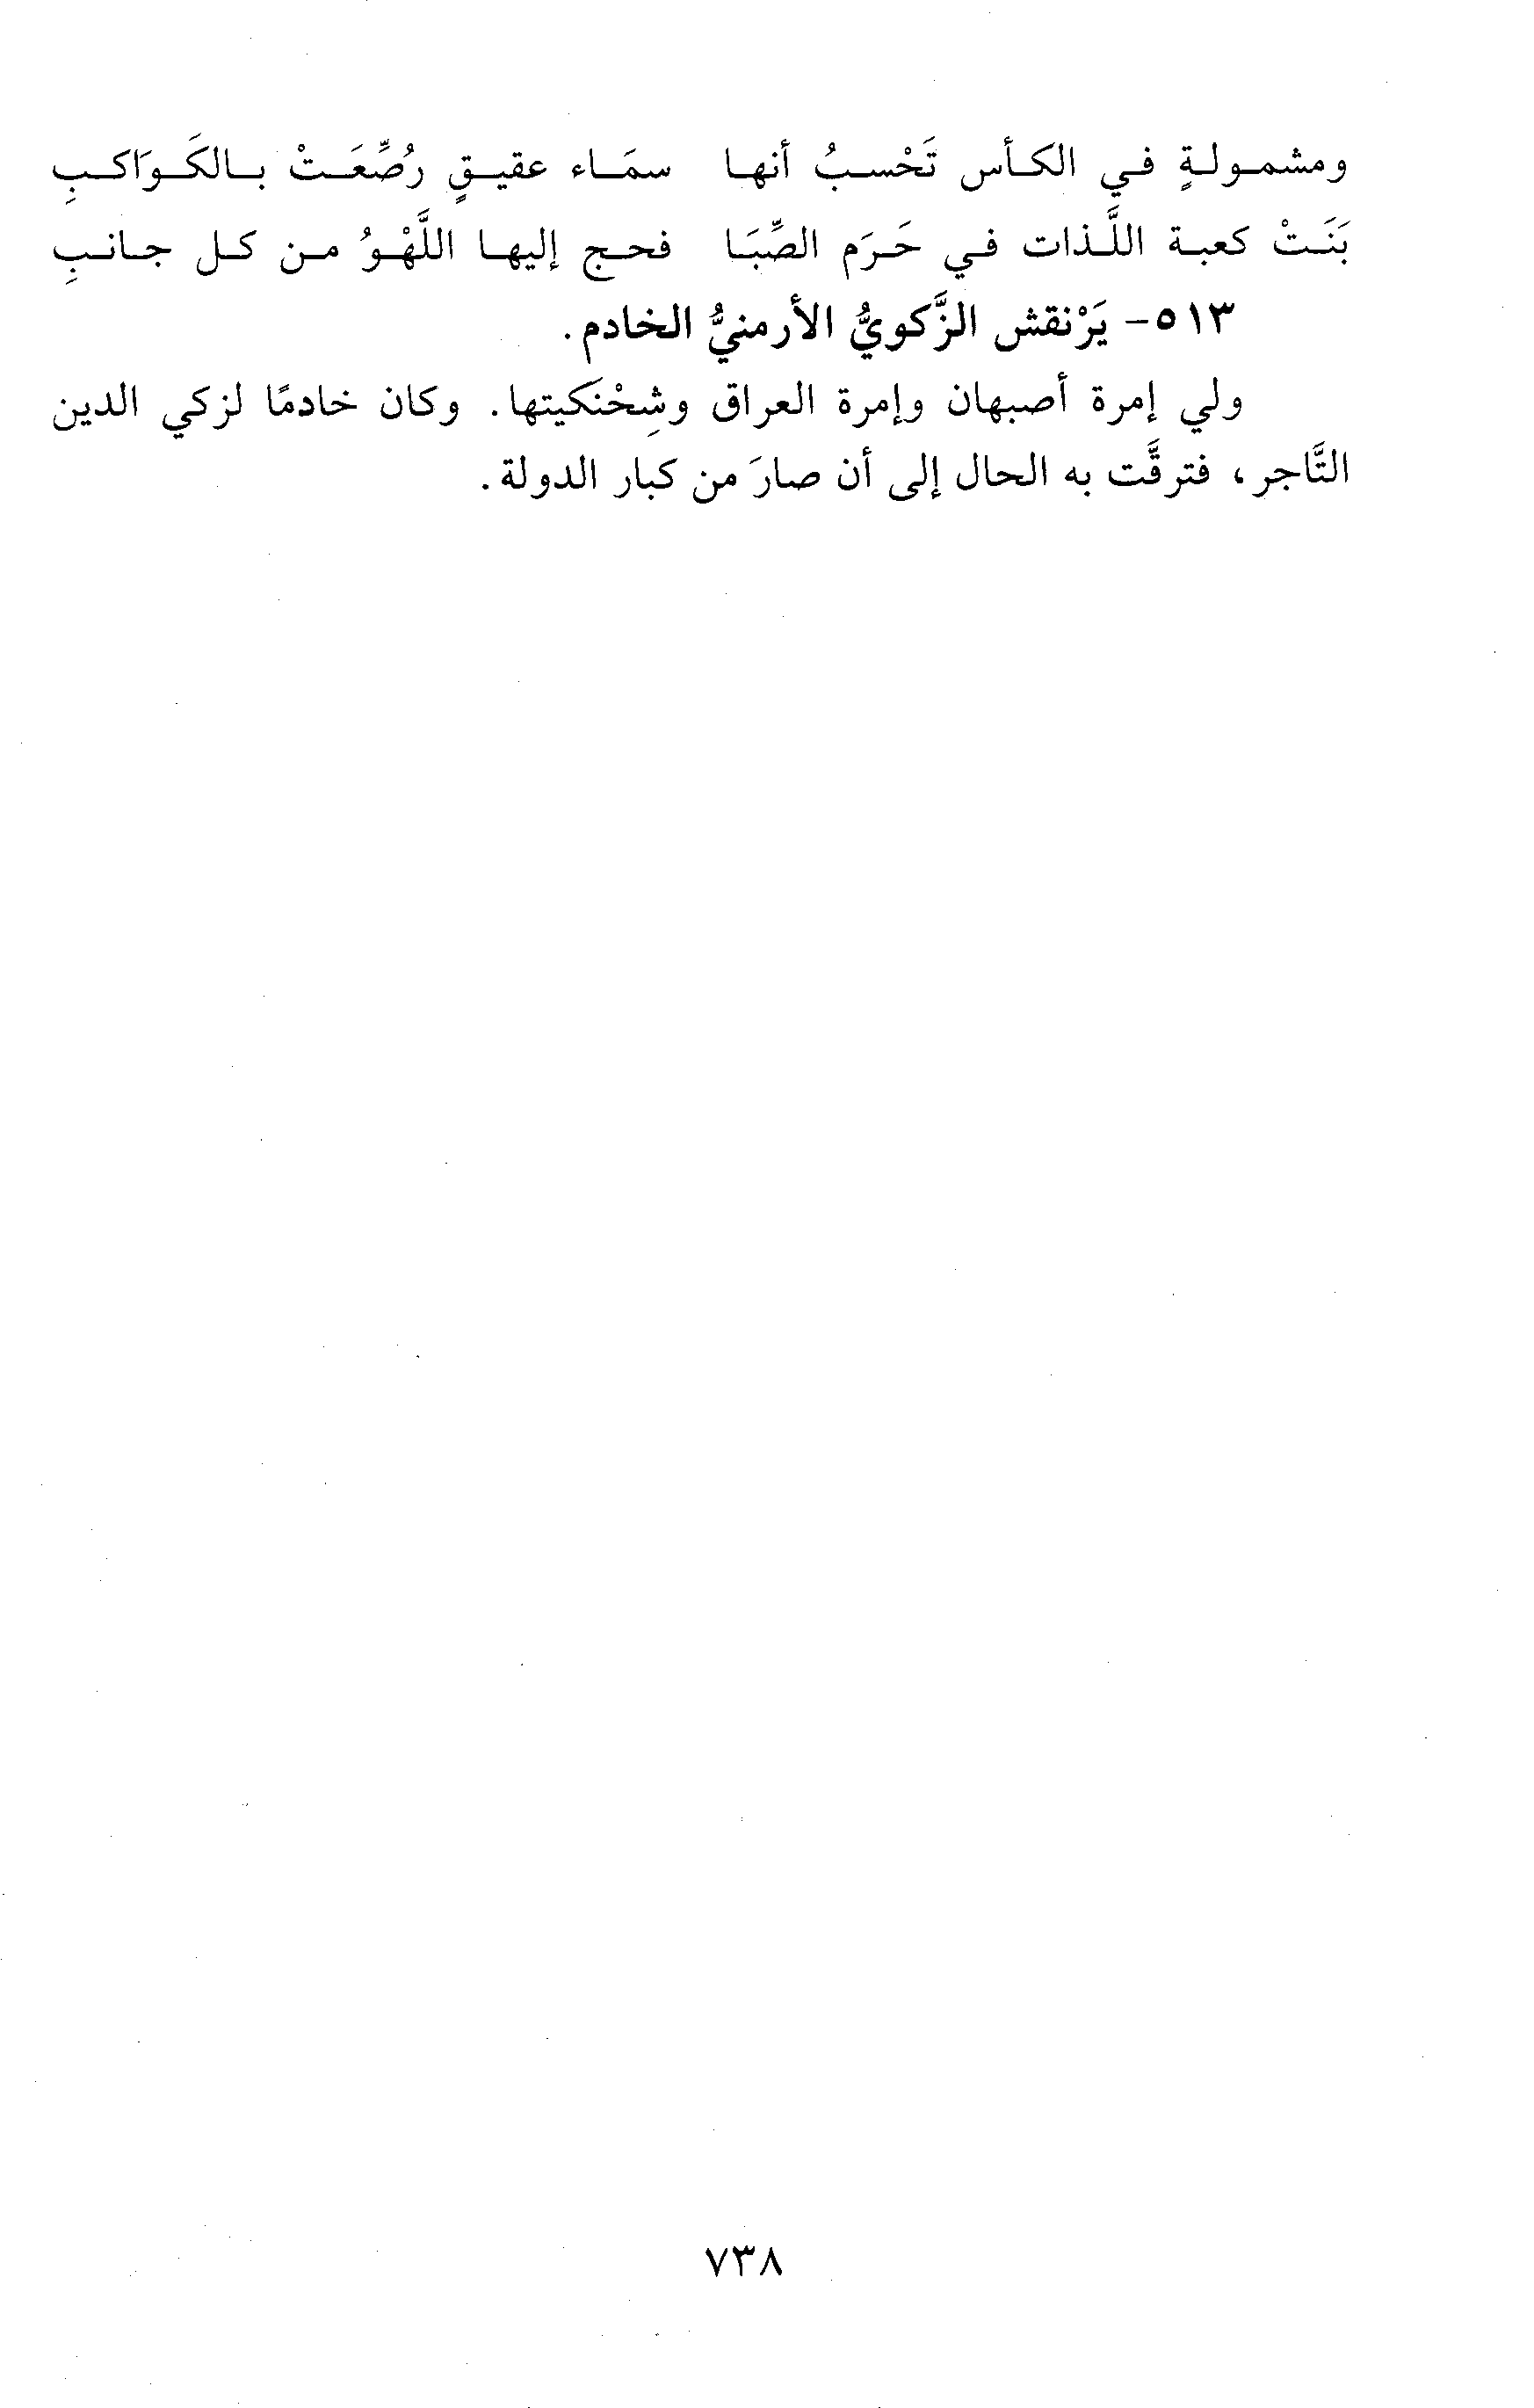 ومشمولةٍ في الكأس تَحْسبُ أنها سمَاء عقيقٍ رُصِّعَتْ بالكَوَاكبِ
بَنَتْ كعبة اللَّذات في حَرَم الصِّبَا فحج إليها اللَّهْوُ من كل جانبِ
٥١٣- يَرْنقش الزَّكويُّ الأرمنيُّ الخادم.
ولي إمرة أصبهان وإمرة العراق وشِحْنَكيتها. وكان خادمًا لزكي الدين
التَّاجر، فترقَّت به الحال إلى أن صارَ من كبار الدولة.
٧٣٨